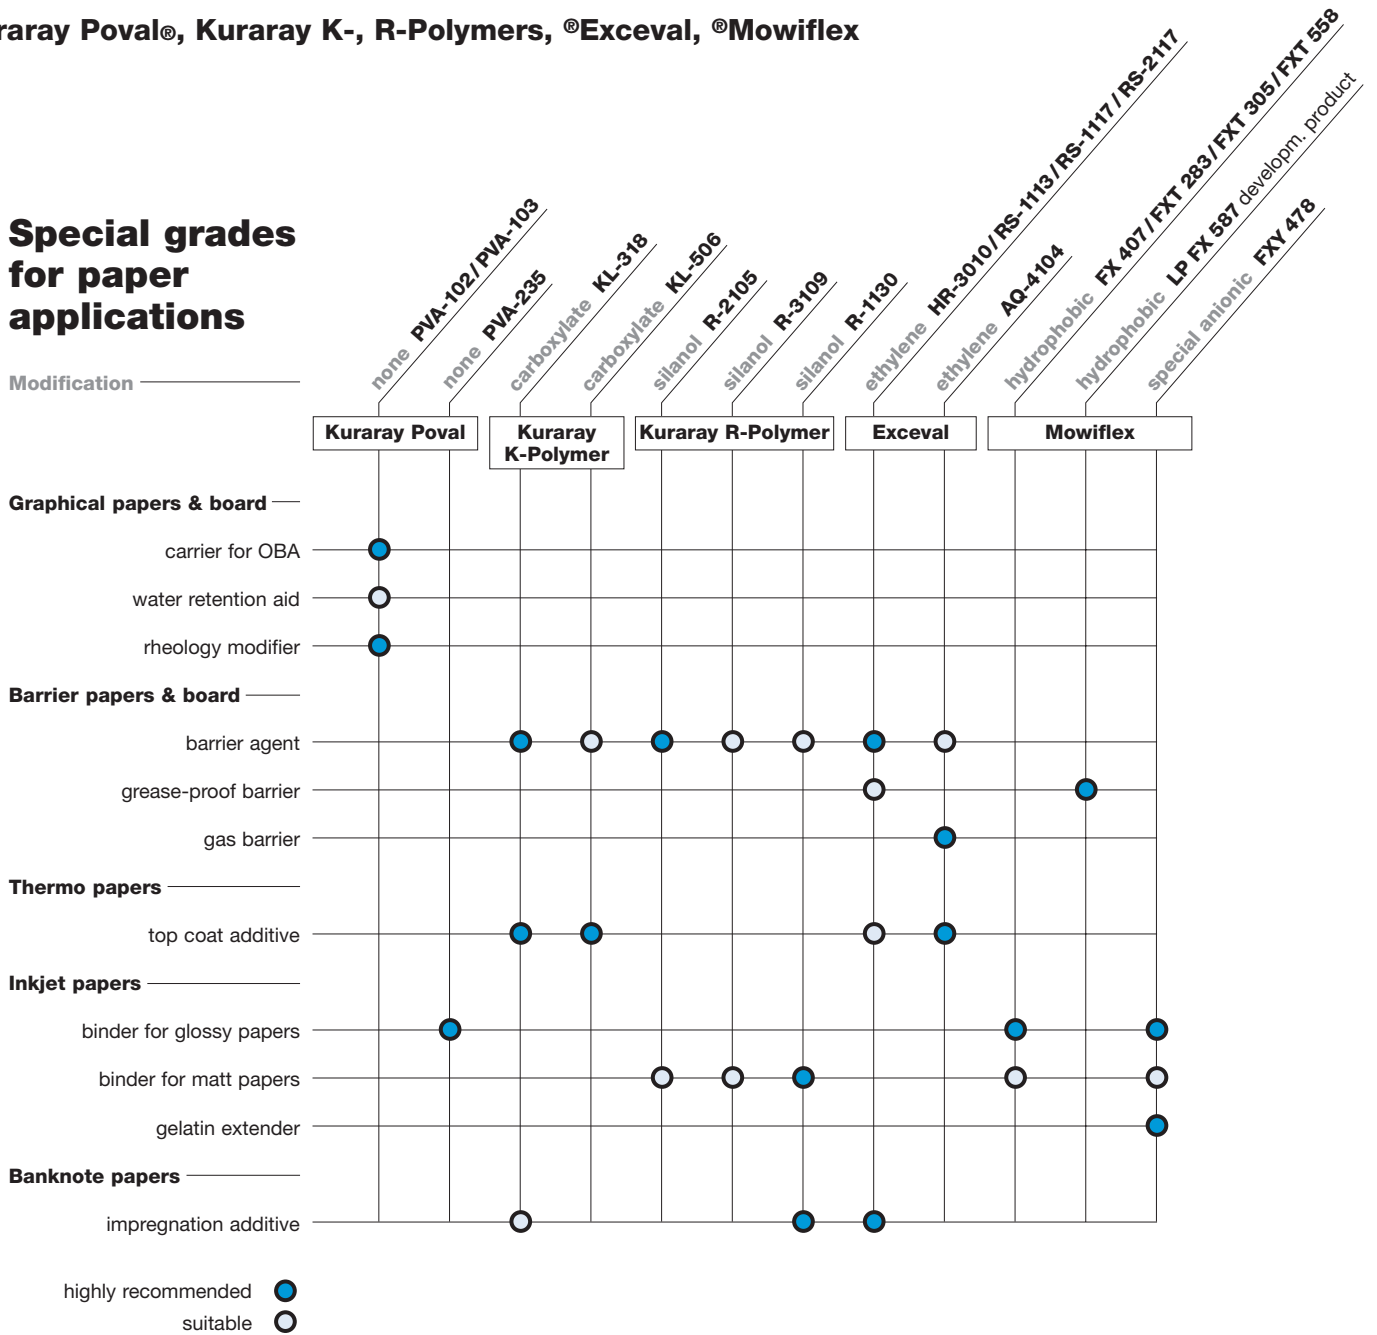 raray Poval®, Kuraray K-, R-Polymers, ®Exceval, ®Mowiflex
Special grades
for paper
applications
Modification
none PVA-102 / PVA-103
none PVA-235
carboxylate KL-318
carboxylate KL-506
silanol R-2105
silanol R-3109
silanol R-1130
ethylene HR-3010 / RS-1113 / RS-1117 / RS-2117
ethylene AQ-4104
hydrophobic FX 407 / FXT 283 / FXT 305 / FXT 558
hydrophobic LP FX 587 developm. product
special anionic FXY 478
Kuraray Poval
Kuraray
K-Polymer
Kuraray R-Polymer
Exceval
Mowiflex
Graphical papers & board
carrier for OBA
water retention aid
rheology modifier
Barrier papers & board
barrier agent
grease-proof barrier
gas barrier
Thermo papers
top coat additive
Inkjet papers
binder for glossy papers
binder for matt papers
gelatin extender
Banknote papers
impregnation additive
highly recommended
suitable